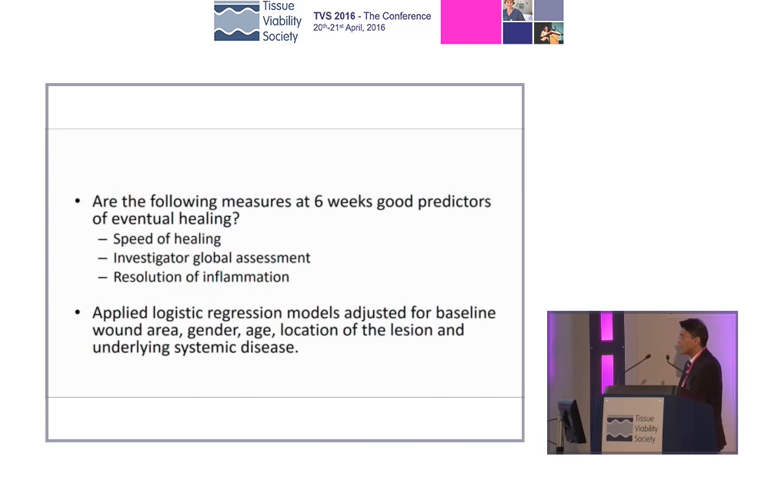 Tissue
Viability
Society
TVS 2016 - The Conference
20th-21st April, 2016
• Are the following measures at 6 weeks good predictors
of eventual healing?
– Speed of healing
– Investigator global assessment
– Resolution of inflammation
• Applied logistic regression models adjusted for baseline
wound area, gender, age, location of the lesion and
underlying systemic disease.
Tissue
Viability
Society